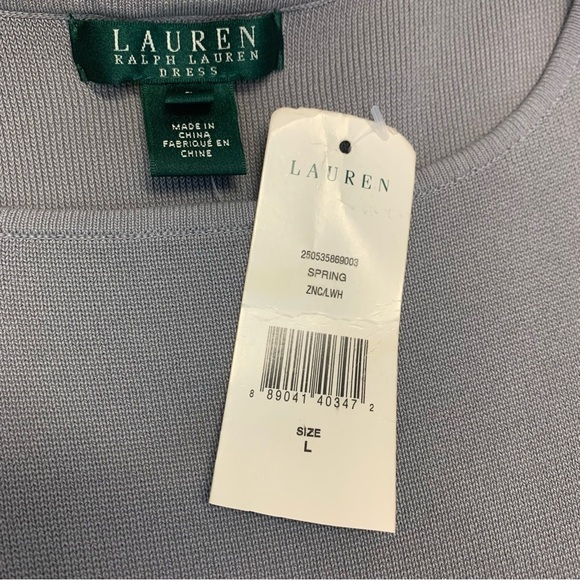 LAUREN
RALPH LAUREN
DRESS
L
MADE IN
CHINA
FABRIQUÉ EN
CHINE
LAUREN
250535869003
SPRING
ZNC/LWH
8 89041 40347 2
SIZE
L